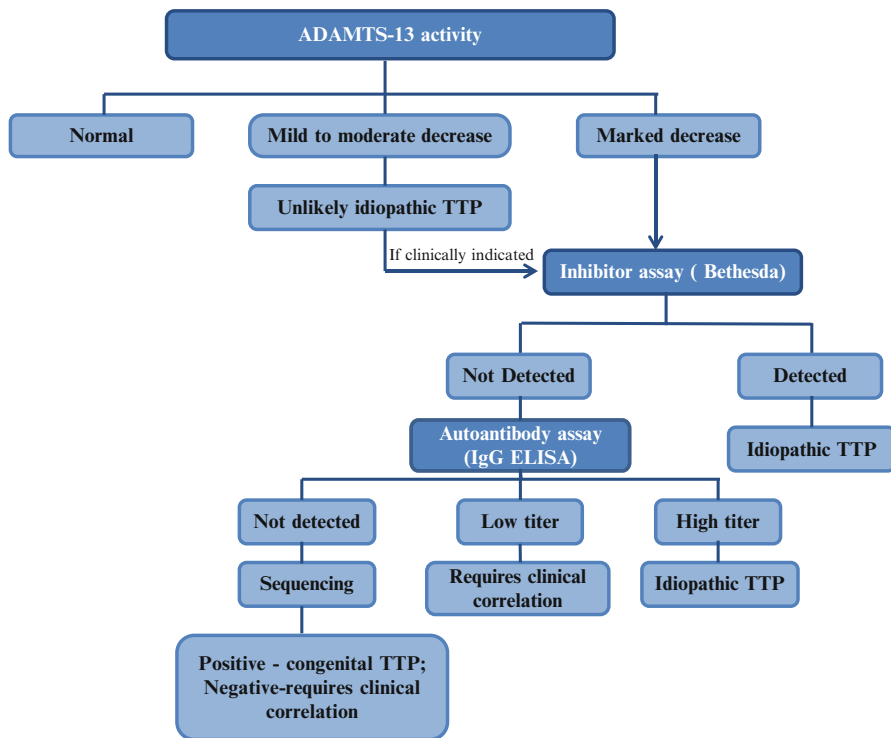 ADAMTS-13 activity
Normal
Mild to moderate decrease
Marked decrease
Unlikely idiopathic TTP
If clinically indicated
Inhibitor assay ( Bethesda)
Not Detected
Detected
Autoantibody assay
(IgG ELISA)
Idiopathic TTP
Not detected
Low titer
High titer
Sequencing
Requires clinical
correlation
Idiopathic TTP
Positive - congenital TTP;
Negative-requires clinical
correlation